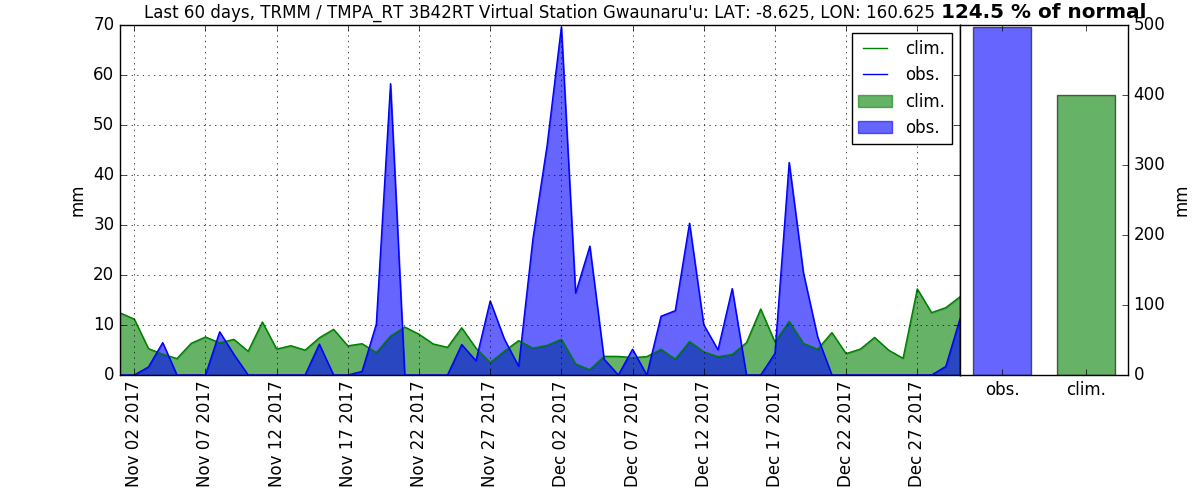 Last 60 days, TRMM / TMPA_RT 3B42RT Virtual Station Gwaunaru'u: LAT: -8.625, LON: 160.625 124.5 % of normal
70
60
50
40
30
20
10
0
mm
clim.
obs.
clim.
obs.
500
400
300
200
100
0
mm
Nov 02 2017
Nov 07 2017
Nov 12 2017
Nov 17 2017
Nov 22 2017
Nov 27 2017
Dec 02 2017
Dec 07 2017
Dec 12 2017
Dec 17 2017
Dec 22 2017
Dec 27 2017
obs.
clim.